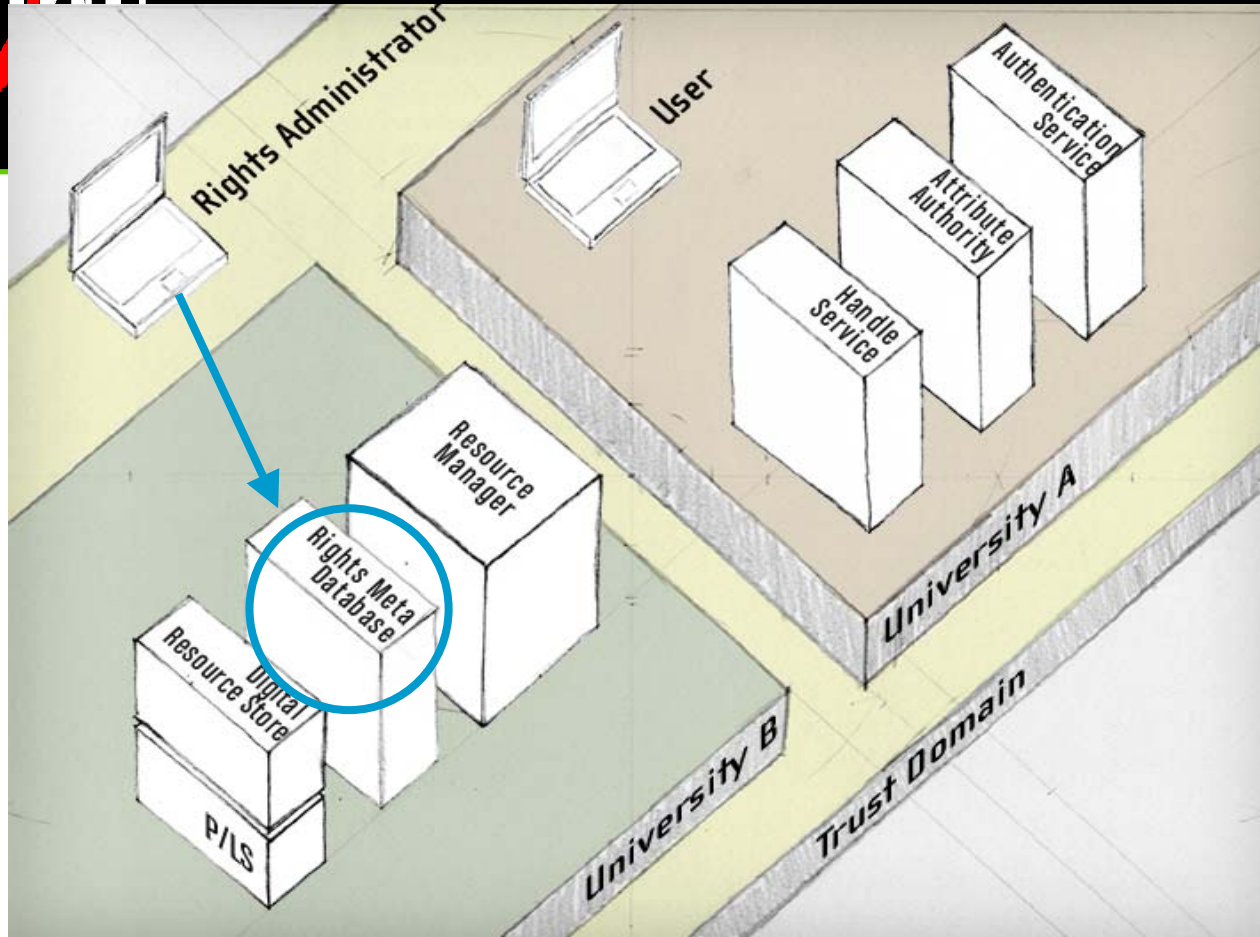 Rights Administrator
User
Authentication
Service
Attribute
Authority
Handle
Service
Resource
Manager
Rights Meta
Database
Digital
Resource Store
P/LS
University A
University B
Trust Domain